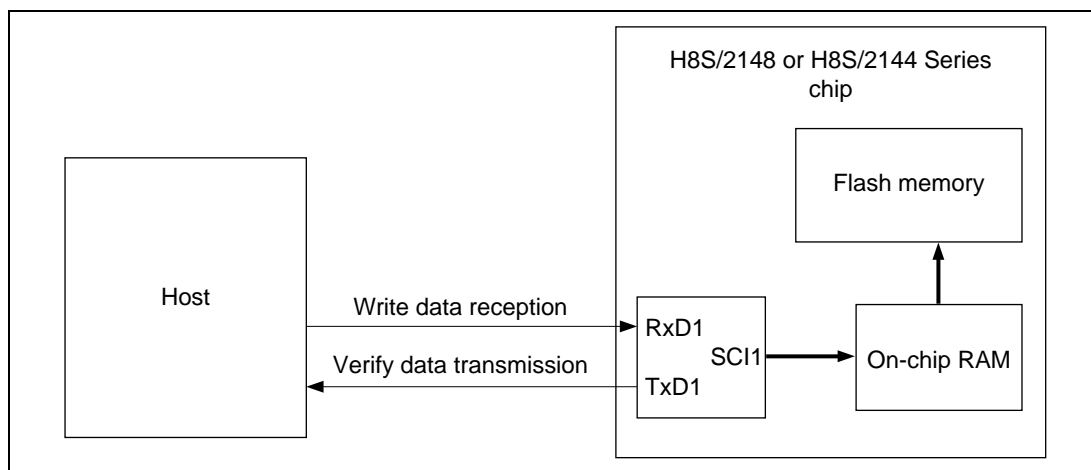 H8S/2148 or H8S/2144 Series
chip
Flash memory
Host
Write data reception
RxD1
SCI1
On-chip RAM
Verify data transmission
TxD1